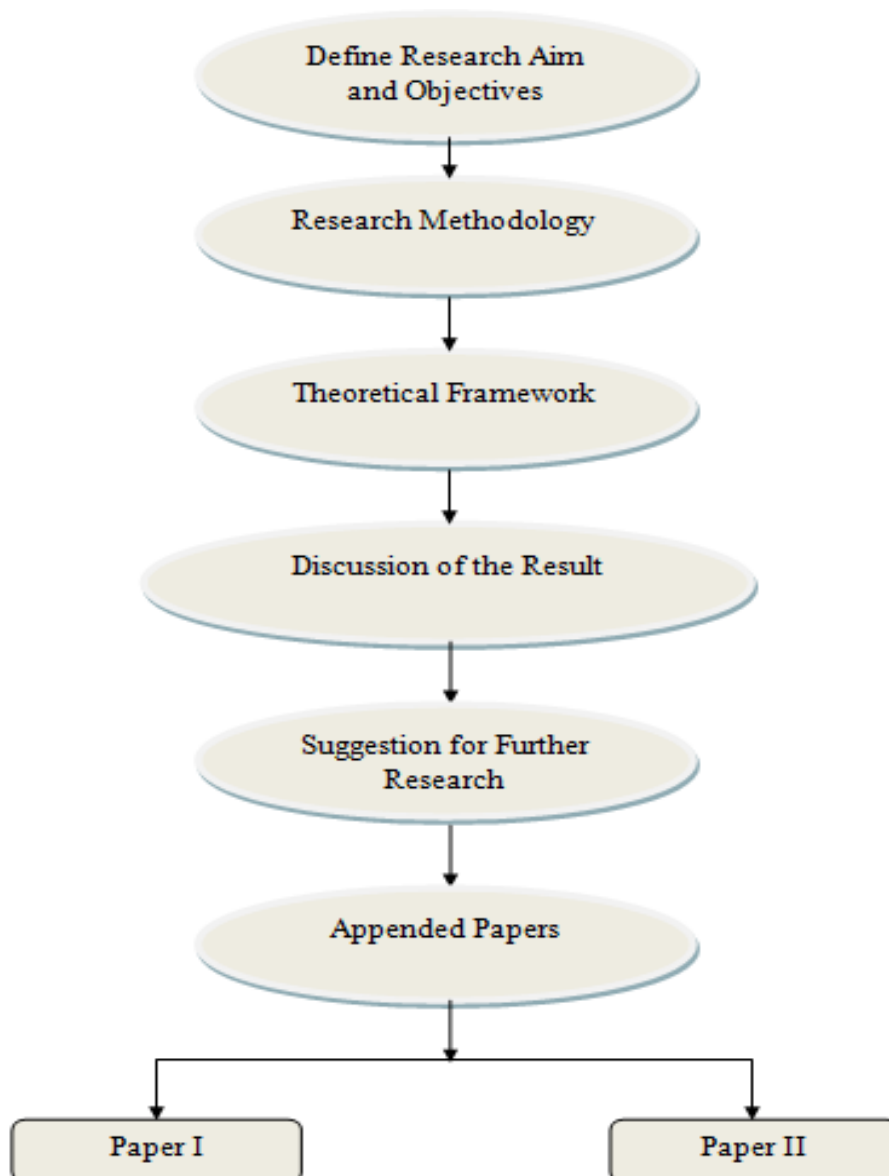 Define Research Aim
and Objectives
Research Methodology
Theoretical Framework
Discussion of the Result
Suggestion for Further
Research
Appended Papers
Paper I
Paper II